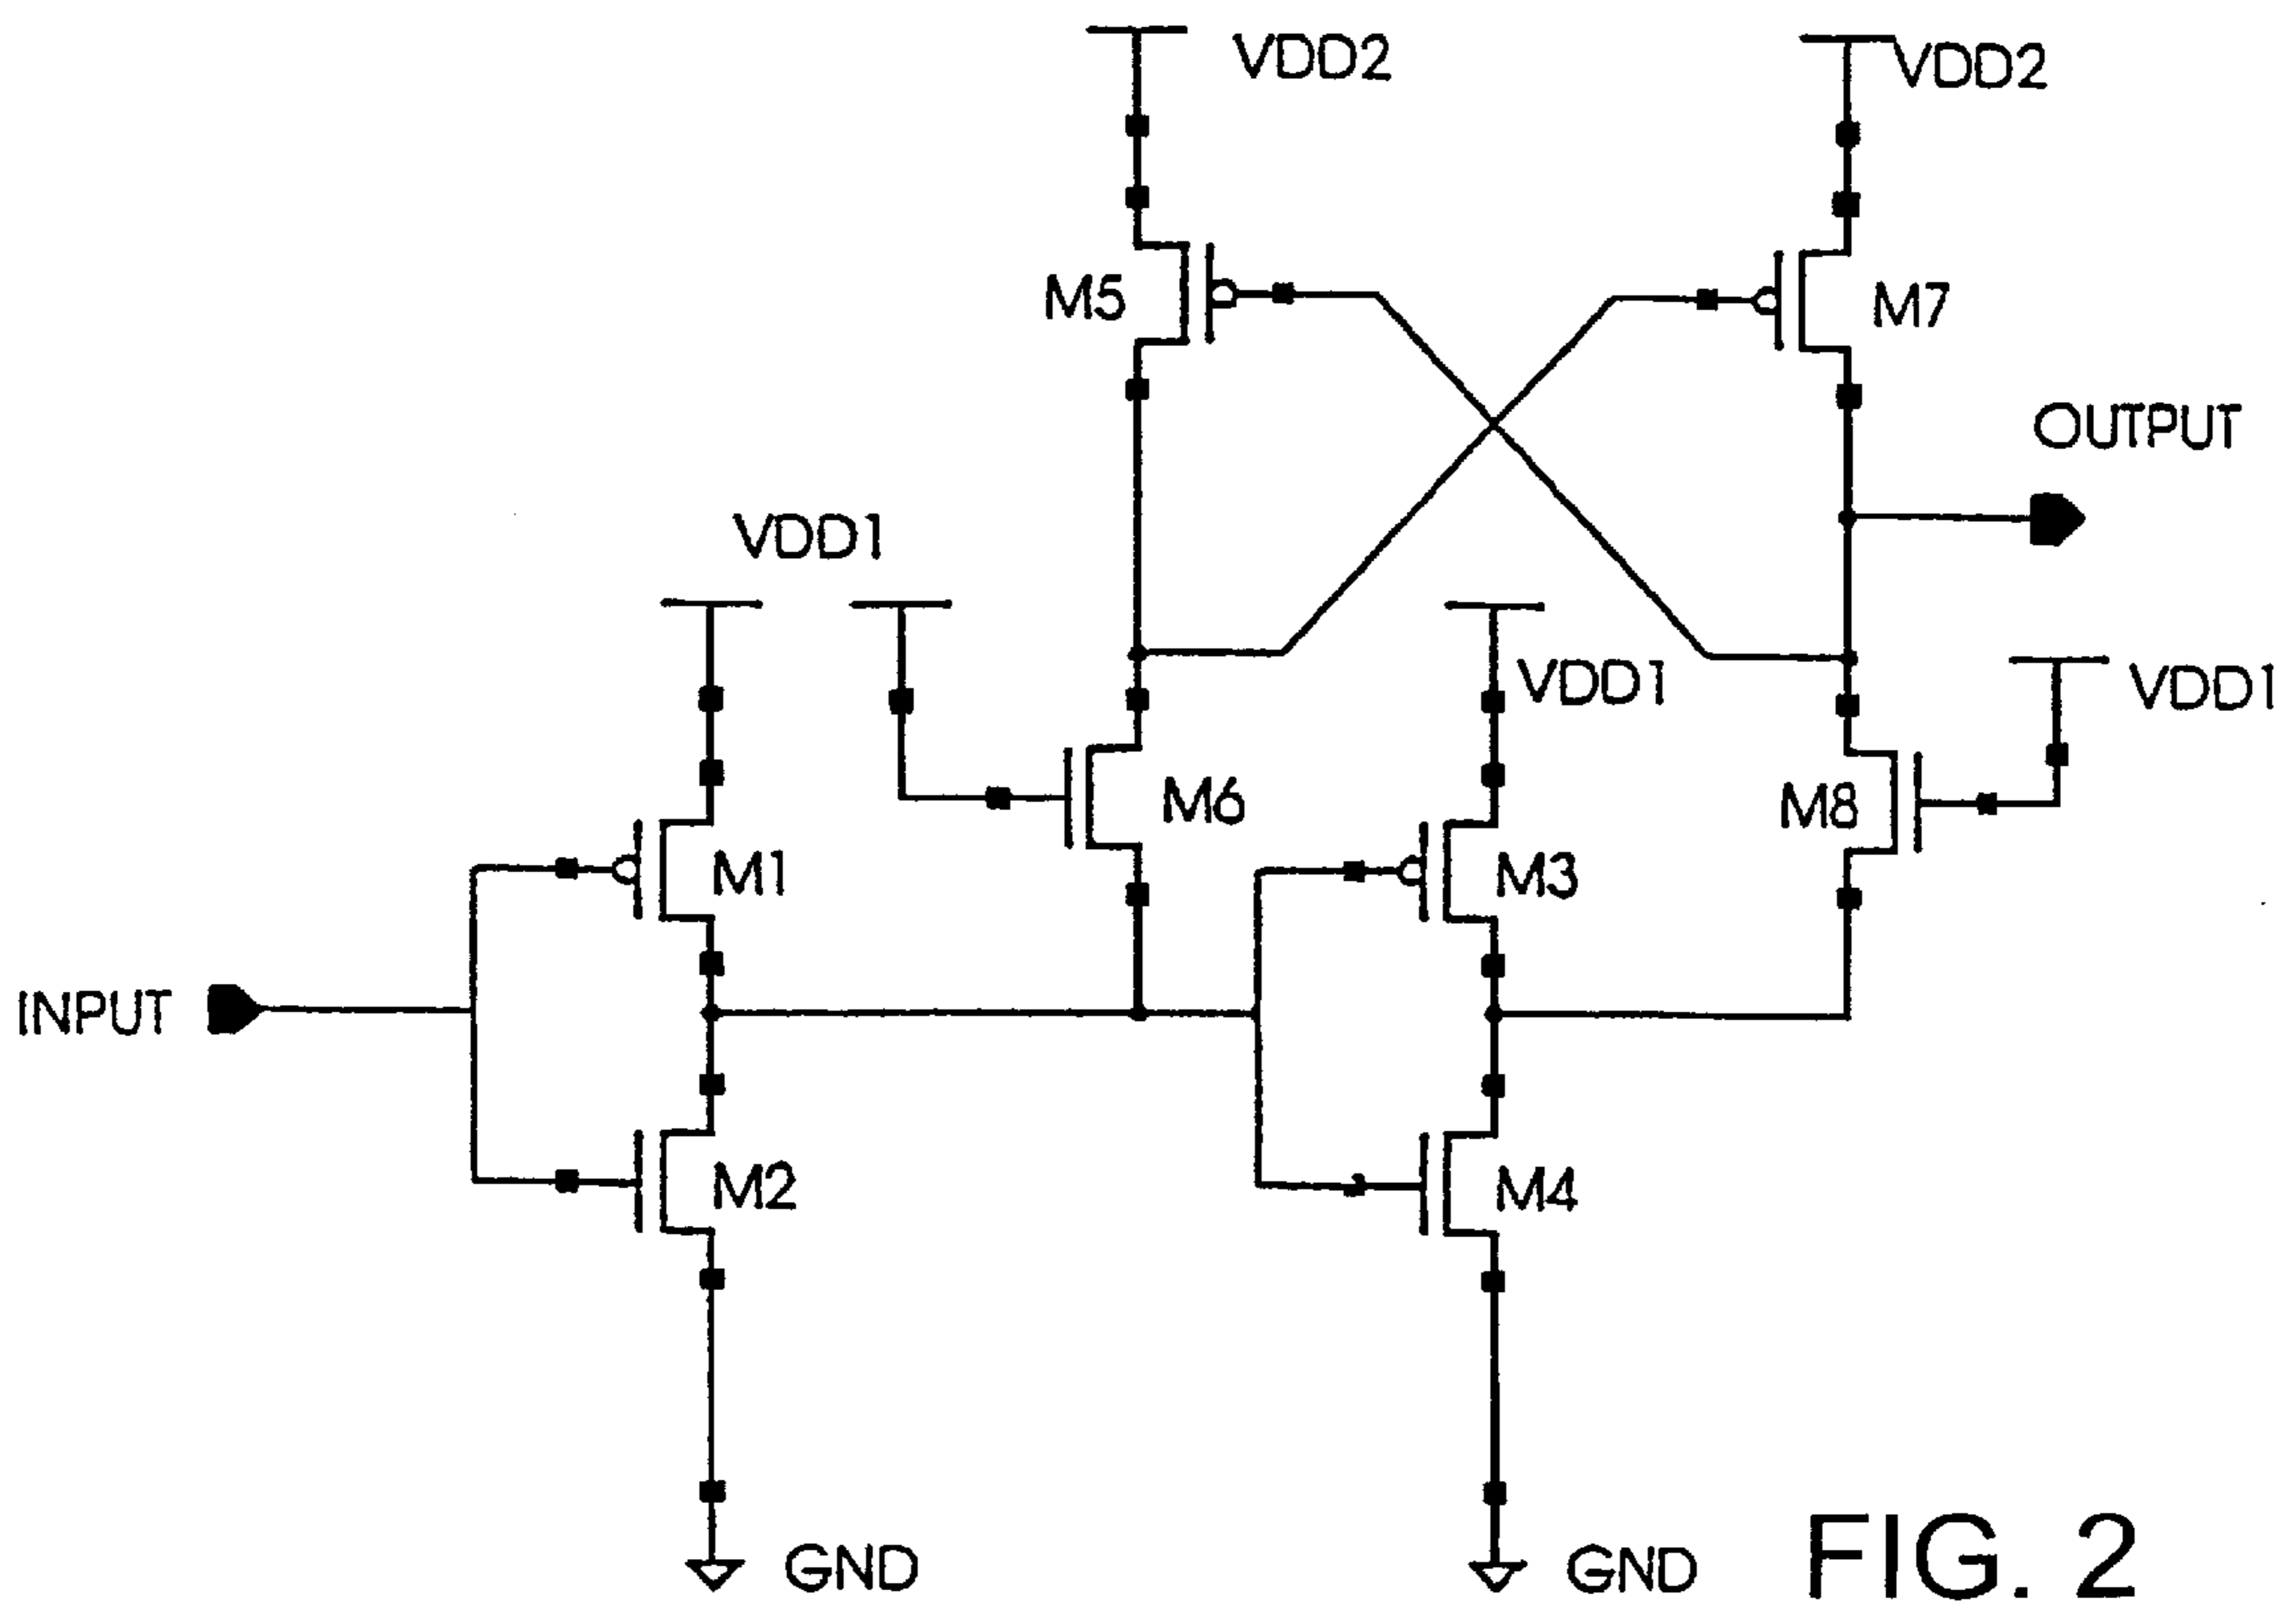 VDD2
VDD2
M5
M7
OUTPUT
VDD1
VDD1
VDD1
M6
M8
M1
M3
INPUT
M2
M4
GND
GND
FIG. 2